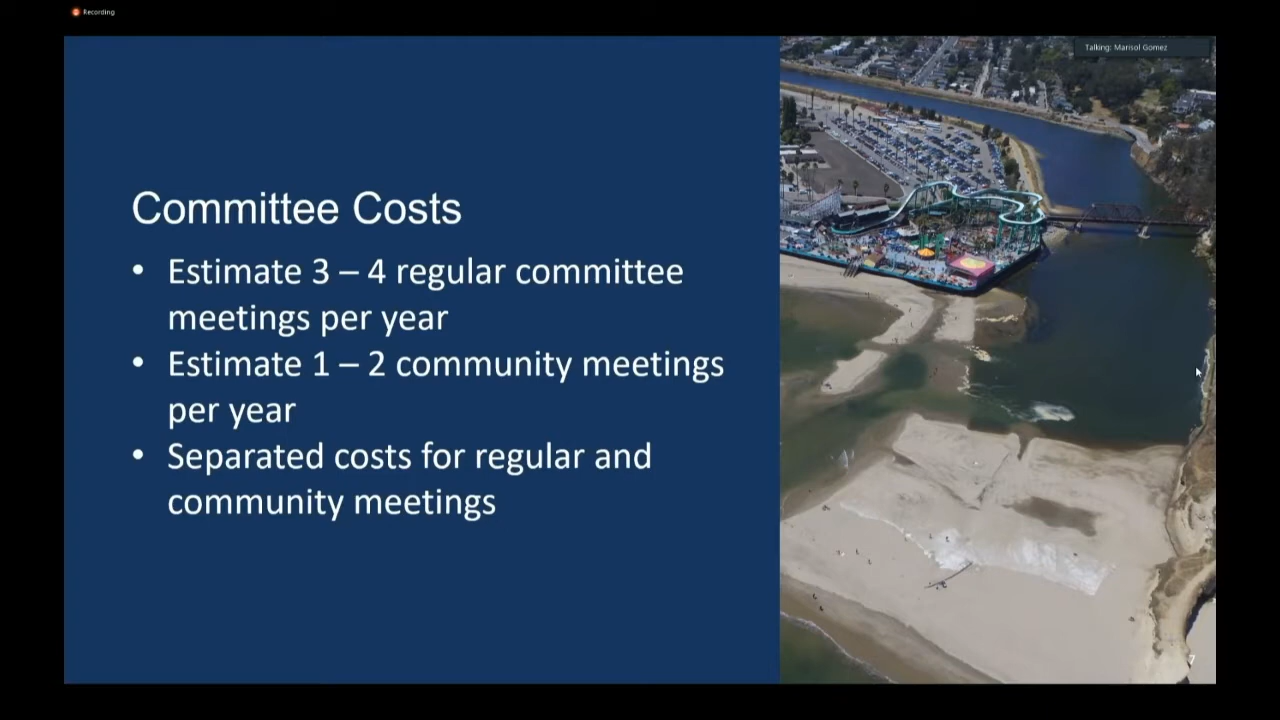 Recording
Talking: Marisol Gomez
Committee Costs
• Estimate 3 – 4 regular committee
meetings per year
• Estimate 1 – 2 community meetings
per year
• Separated costs for regular and
community meetings
7